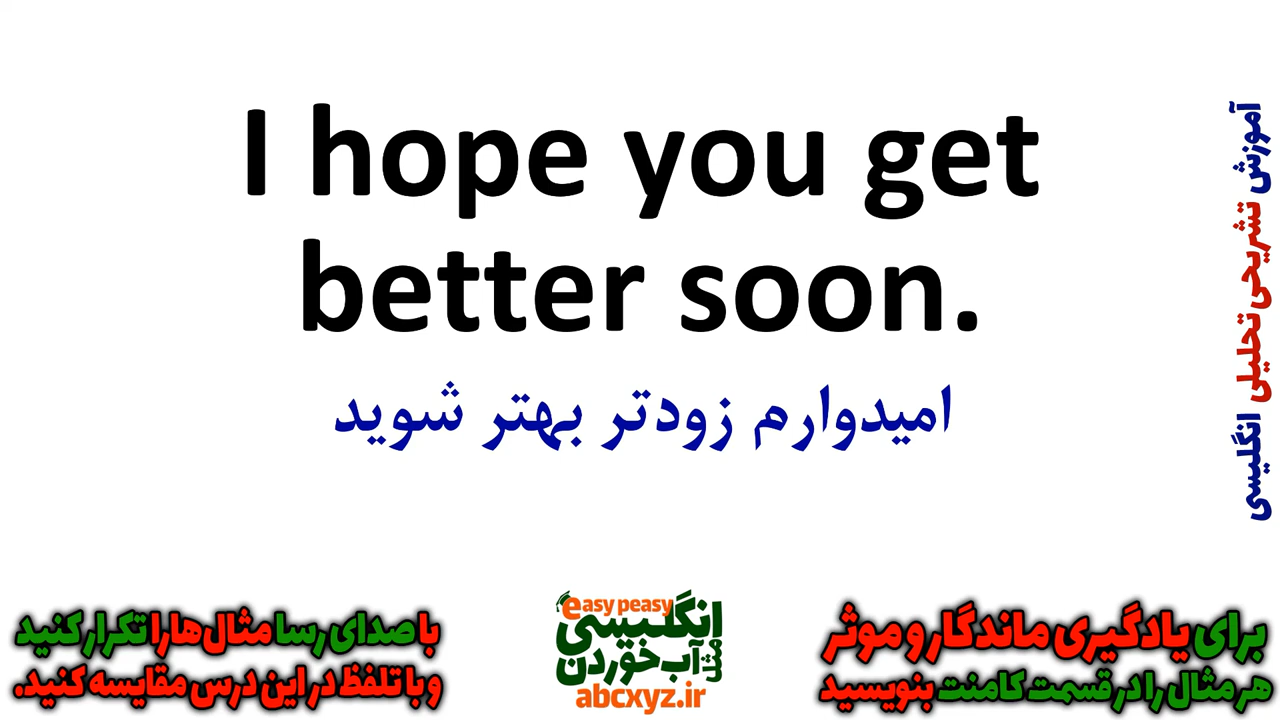 I hope you get
better soon.
امیدوارم زودتر بهتر شوید
آموزش تشریحی تحلیلی انگلیسی
برای یادگیری ماندگار و موثر
هر مثال را در قسمت کامنت بنویسید
easy peasy
انگلیسی
مثل
آب خوردن
abcxyz.ir
با صدای رسا مثال‌ها را تکرار کنید
و با تلفظ در این درس مقایسه کنید.